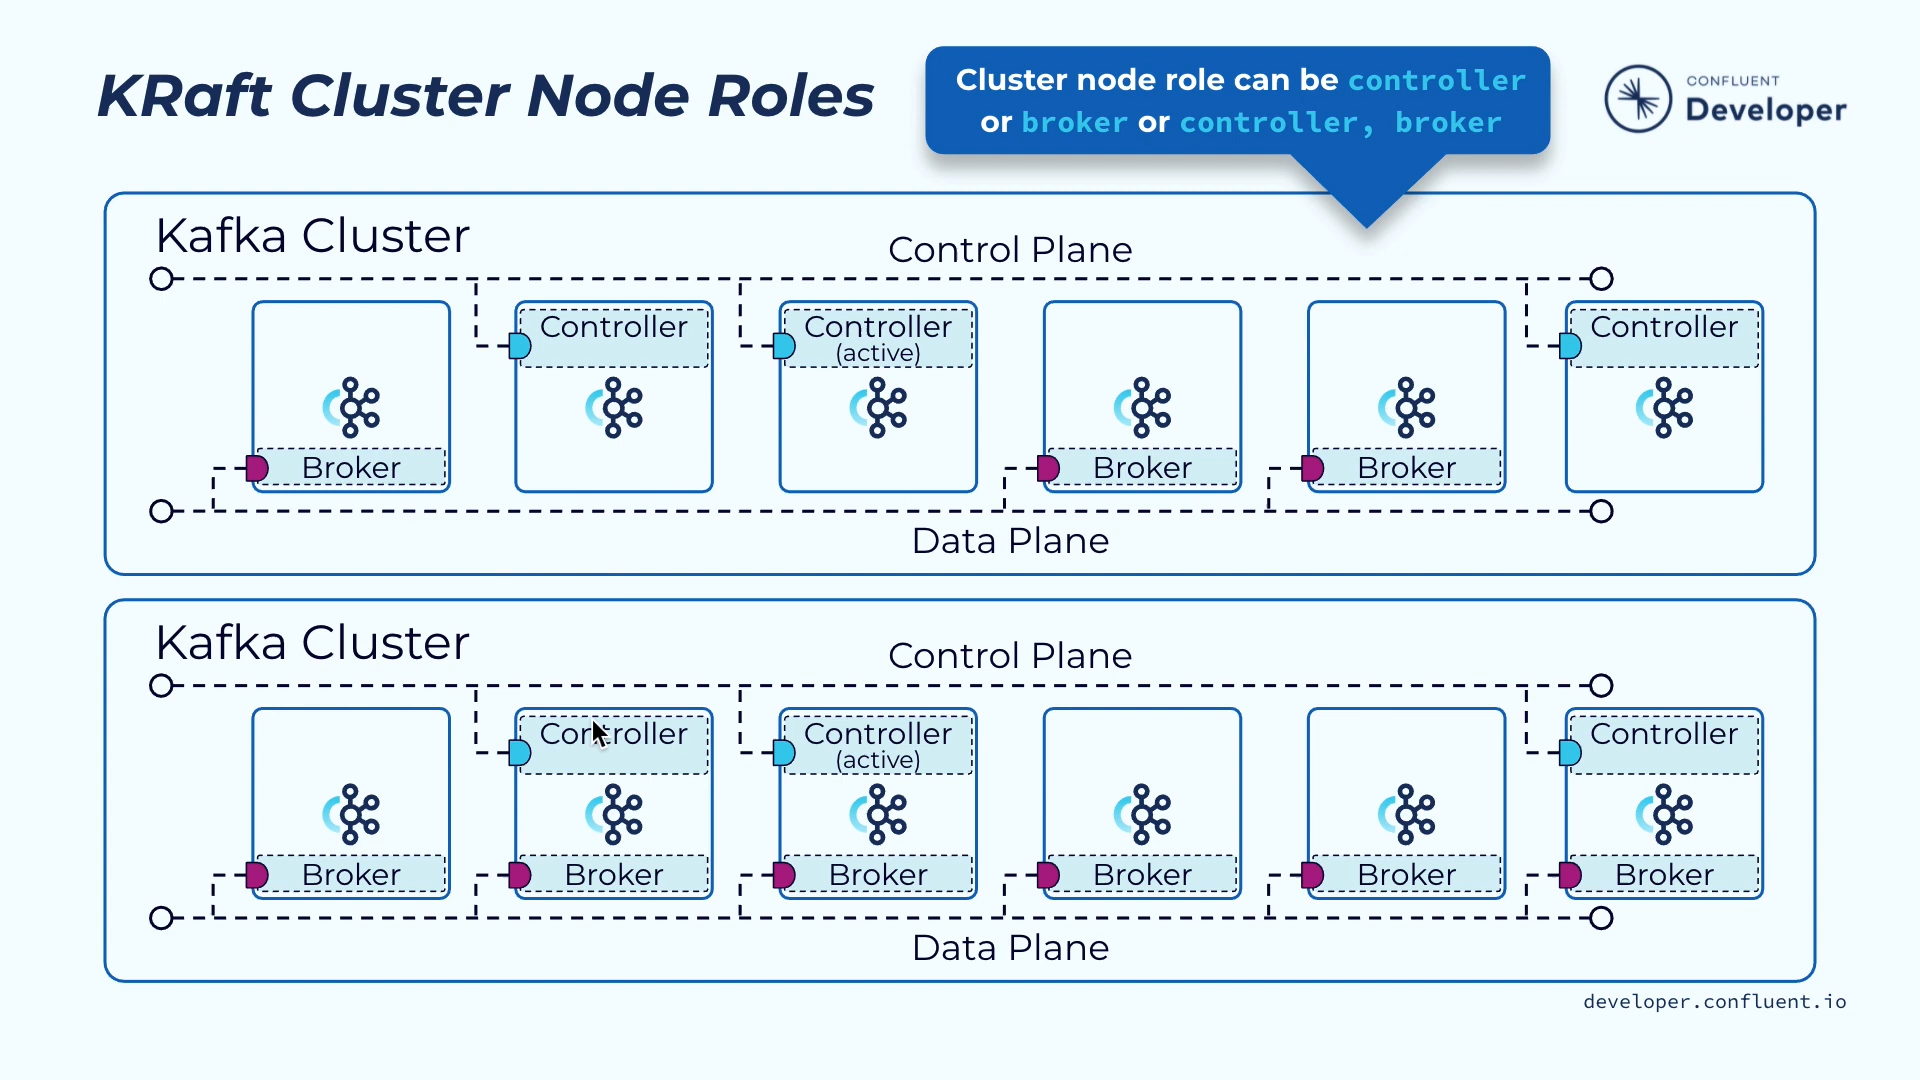 KRaft Cluster Node Roles
Cluster node role can be controller
or broker or controller, broker
CONFLUENT
Developer
Kafka Cluster
Control Plane
Controller
Controller
(active)
Controller
Broker
Broker
Broker
Data Plane
Kafka Cluster
Control Plane
Controller
Controller
(active)
Controller
Broker
Broker
Broker
Broker
Broker
Broker
Data Plane
developer.confluent.io